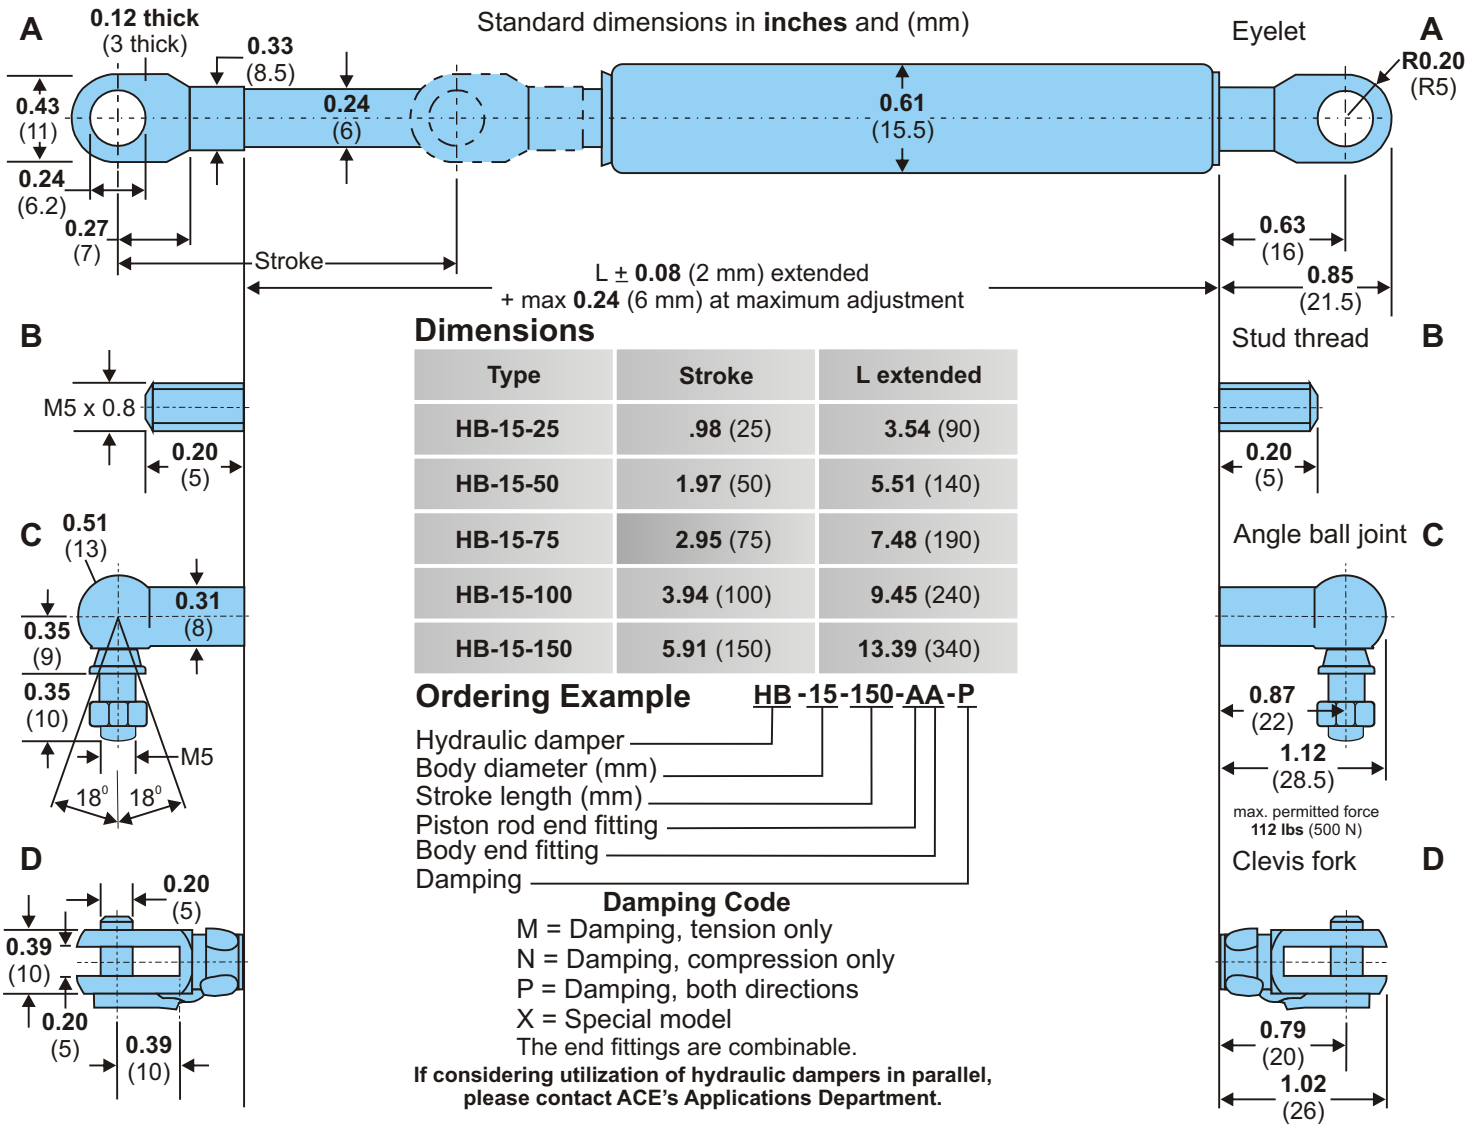 Standard dimensions in inches and (mm)
A
0.12 thick
(3 thick)
0.33
(8.5)
0.43
(11)
0.24
(6)
0.24
(6.2)
0.27
(7)
Stroke
0.61
(15.5)
Eyelet
A
R0.20
(R5)
0.63
(16)
0.85
(21.5)
L ± 0.08 (2 mm) extended
+ max 0.24 (6 mm) at maximum adjustment
B
M5 x 0.8
0.20
(5)
Stud thread B
0.20
(5)
C
0.51
(13)
0.31
(8)
0.35
(9)
0.35
(10)
M5
18⁰ 18⁰
Angle ball joint C
0.87
(22)
1.12
(28.5)
max. permitted force
112 lbs (500 N)
D
0.20
(5)
0.39
(10)
0.20
(5)
0.39
(10)
Clevis fork D
0.79
(20)
1.02
(26)
Dimensions
Type Stroke L extended
HB-15-25 .98 (25) 3.54 (90)
HB-15-50 1.97 (50) 5.51 (140)
HB-15-75 2.95 (75) 7.48 (190)
HB-15-100 3.94 (100) 9.45 (240)
HB-15-150 5.91 (150) 13.39 (340)
Ordering Example HB-15-150-AA-P
Hydraulic damper
Body diameter (mm)
Stroke length (mm)
Piston rod end fitting
Body end fitting
Damping
Damping Code
M = Damping, tension only
N = Damping, compression only
P = Damping, both directions
X = Special model
The end fittings are combinable.
If considering utilization of hydraulic dampers in parallel,
please contact ACE's Applications Department.